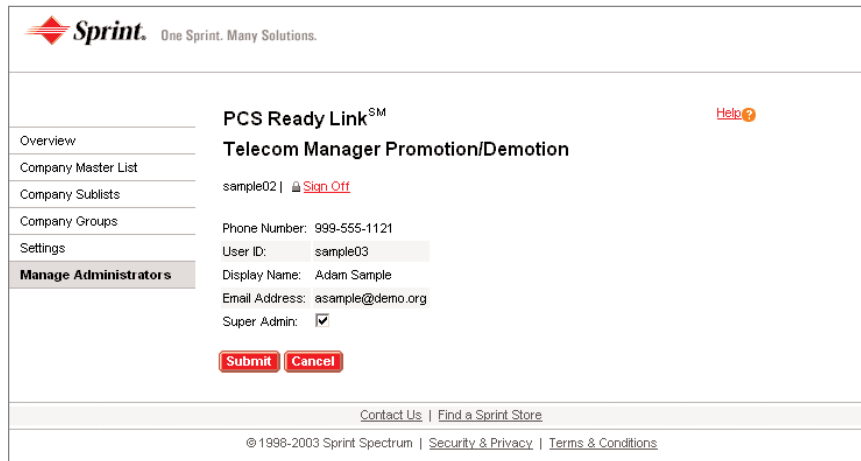 Sprint. One Sprint. Many Solutions.
PCS Ready Link℠
Help?
Telecom Manager Promotion/Demotion
Overview
Company Master List
Company Sublists
Company Groups
Settings
Manage Administrators
sample02 | Sign Off
Phone Number: 999-555-1121
User ID: sample03
Display Name: Adam Sample
Email Address: asample@demo.org
Super Admin:
Submit Cancel
Contact Us | Find a Sprint Store
© 1998-2003 Sprint Spectrum | Security & Privacy | Terms & Conditions